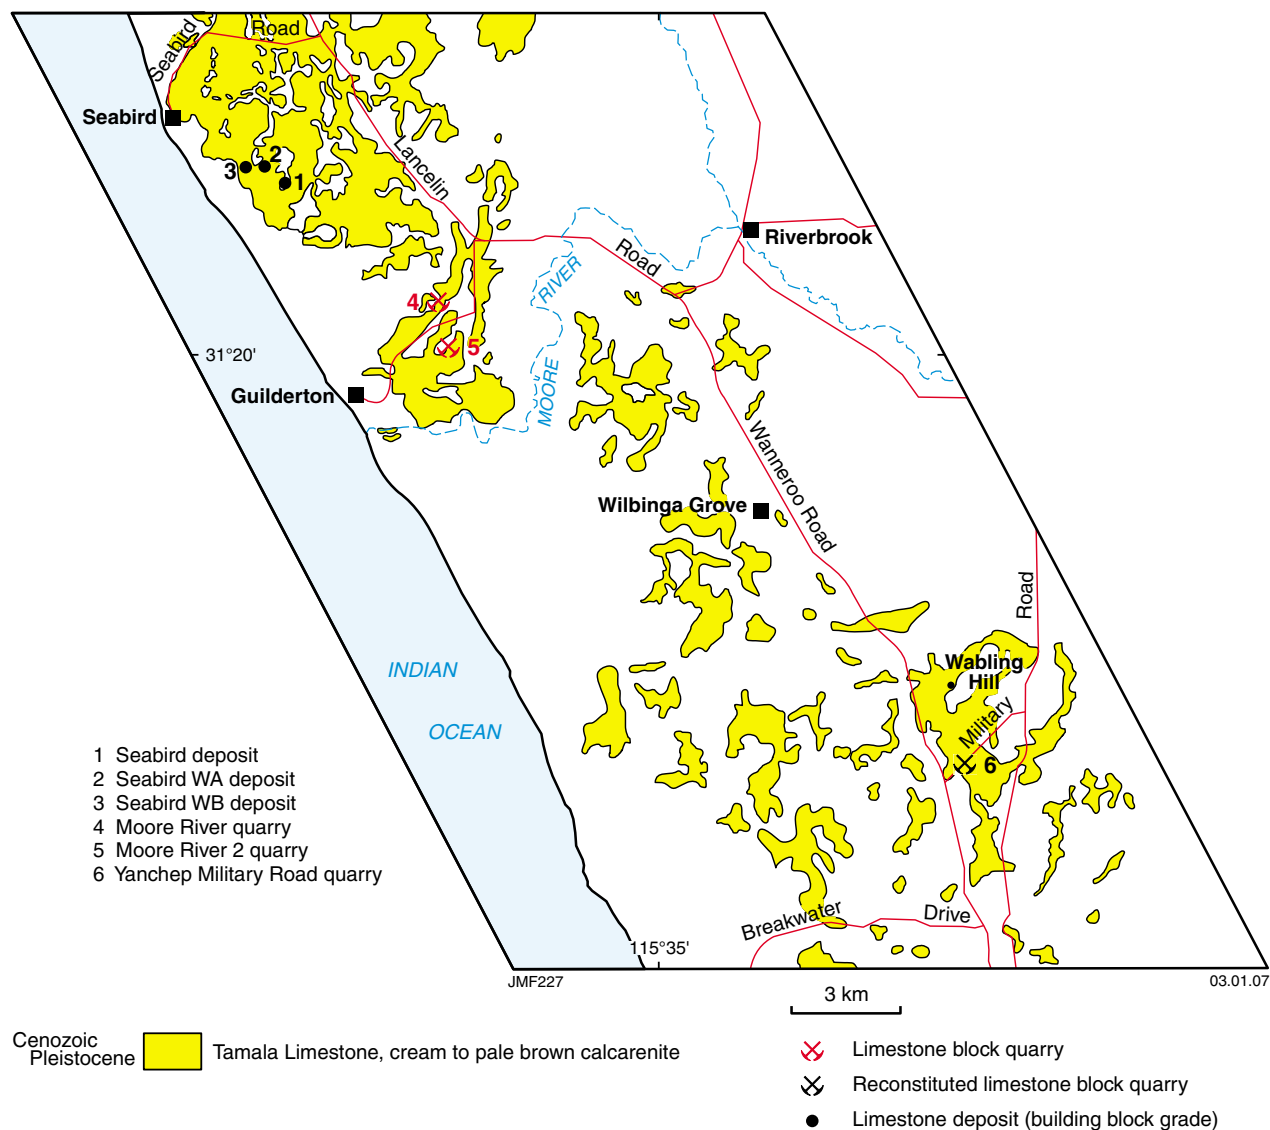 Road
Seabird
Seabird
Lancelin
2
3
1
Riverbrook
Road
RIVER
4
5
31°20'
MOORE
Guilderton
Wanneroo Road
Wilbinga Grove
Road
Wabling
Hill
INDIAN
OCEAN
Military
6
1 Seabird deposit
2 Seabird WA deposit
3 Seabird WB deposit
4 Moore River quarry
5 Moore River 2 quarry
6 Yanchep Military Road quarry
Breakwater
Drive
115°35'
JMF227
03.01.07
3 km
Cenozoic
Pleistocene
Tamala Limestone, cream to pale brown calcarenite
Limestone block quarry
Reconstituted limestone block quarry
Limestone deposit (building block grade)